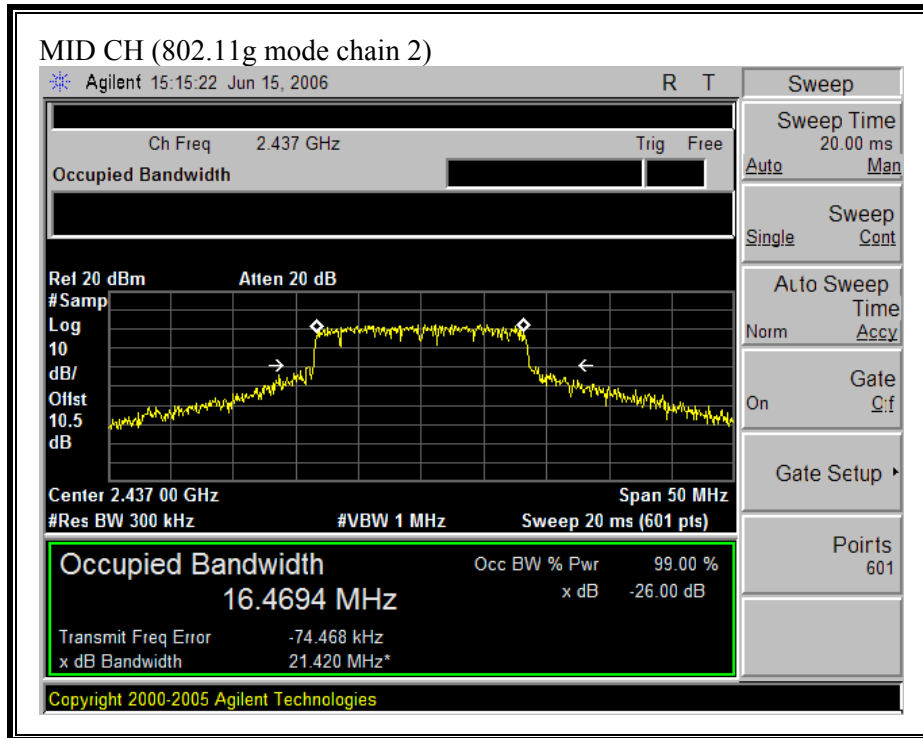 MID CH (802.11g mode chain 2)
Agilent 15:15:22 Jun 15, 2006 R T
Sweep
Ch Freq 2.437 GHz Trig Free
Occupied Bandwidth
Sweep Time
20.00 ms
Auto Man
Sweep
Single Cont
Ref 20 dBm Atten 20 dB
#Samp
Log
10
dB/
Offst
10.5
dB
Auto Sweep
Time
Norm Accy
Gate
On Off
Gate Setup
Center 2.437 00 GHz Span 50 MHz
#Res BW 300 kHz #VBW 1 MHz Sweep 20 ms (601 pts)
Points
601
Occupied Bandwidth Occ BW % Pwr 99.00 %
16.4694 MHz x dB -26.00 dB
Transmit Freq Error -74.468 kHz
x dB Bandwidth 21.420 MHz*
Copyright 2000-2005 Agilent Technologies